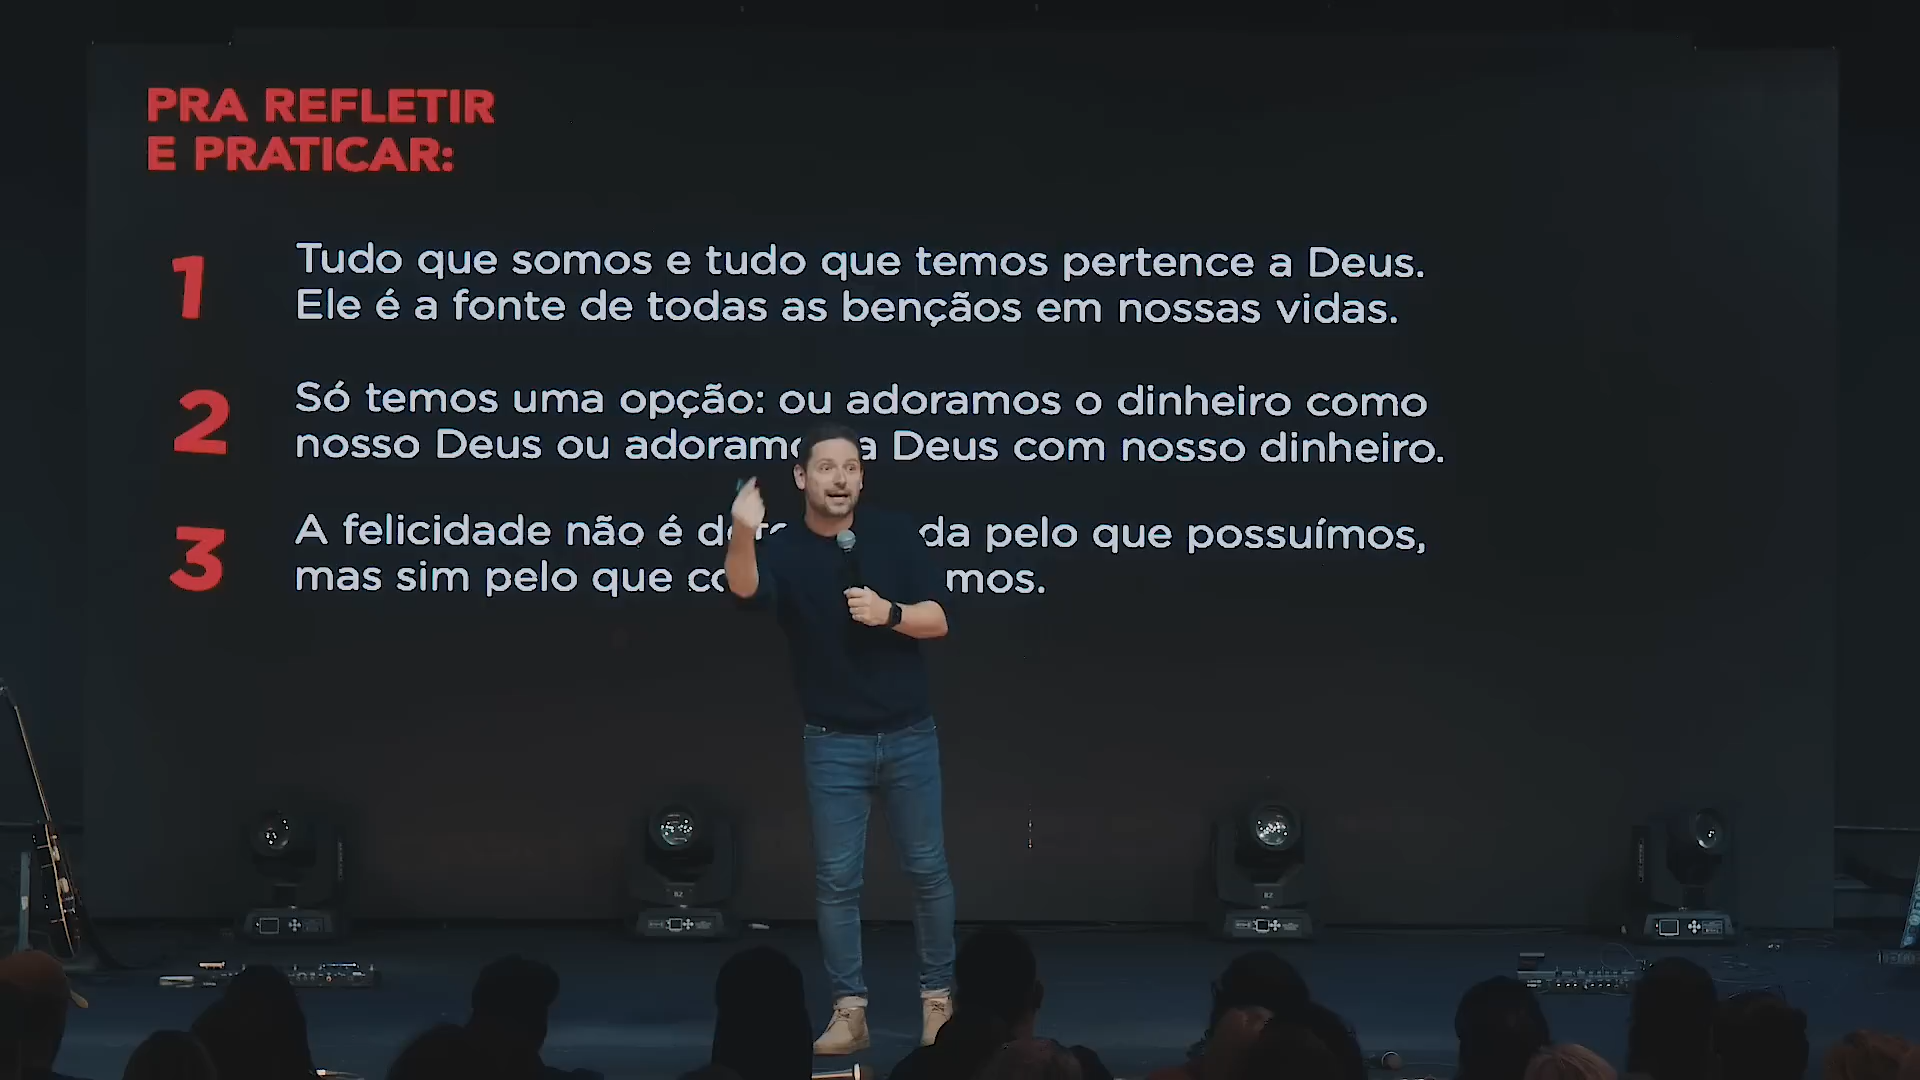 PRA REFLETIR
E PRATICAR:
1
Tudo que somos e tudo que temos pertence a Deus.
Ele é a fonte de todas as bençãos em nossas vidas.
2
Só temos uma opção: ou adoramos o dinheiro como
nosso Deus ou a Deus com nosso dinheiro.
3
A felicidade não é pelo que possuímos,
mas sim pelo que